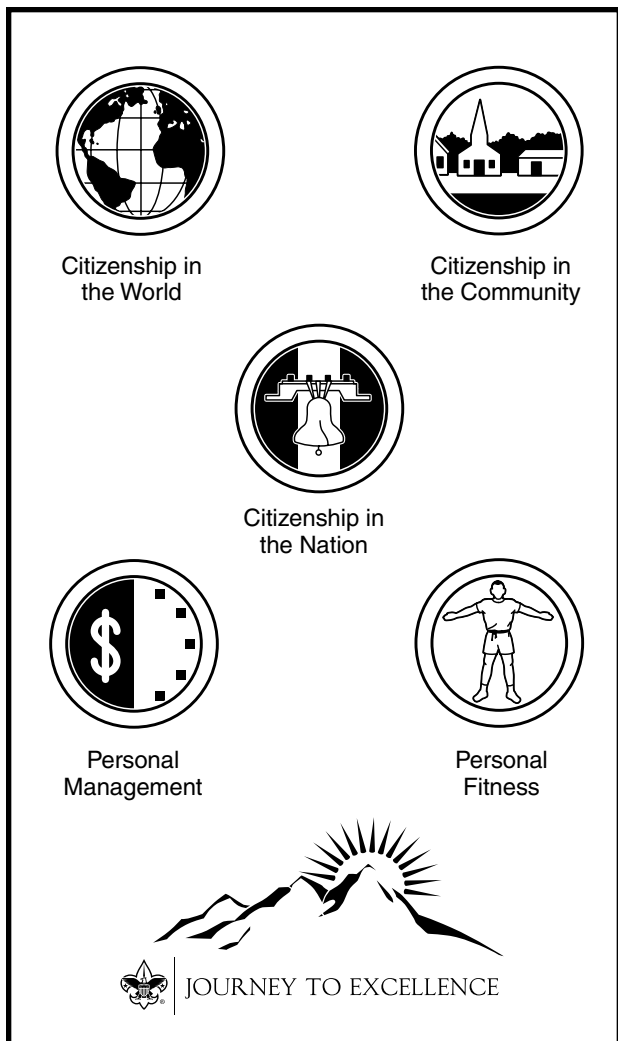 Citizenship in
the World
Citizenship in
the Community
Citizenship in
the Nation
$
Personal
Management
Personal
Fitness
®
JOURNEY TO EXCELLENCE